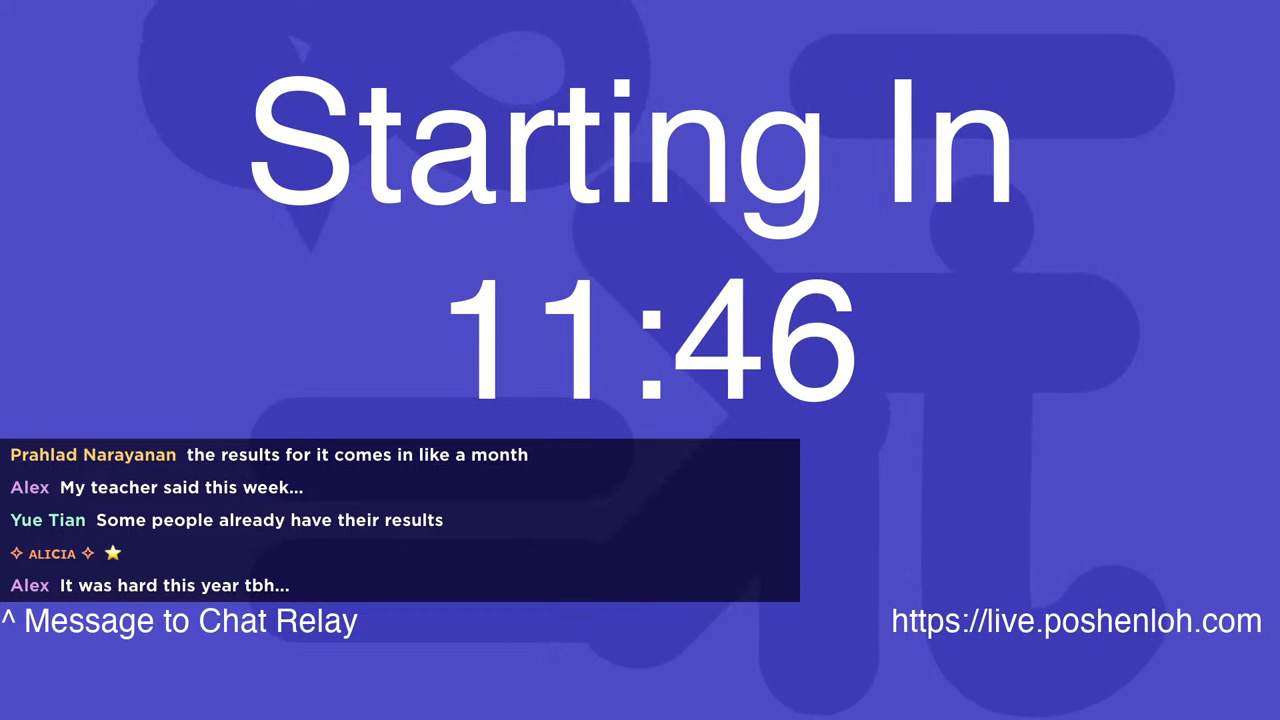 Starting In
11:46
Prahlad Narayanan the results for it comes in like a month
Alex My teacher said this week...
Yue Tian Some people already have their results
✧ ᴀʟɪᴄɪᴀ ✧ ⭐
Alex It was hard this year tbh...
^ Message to Chat Relay
https://live.poshenloh.com